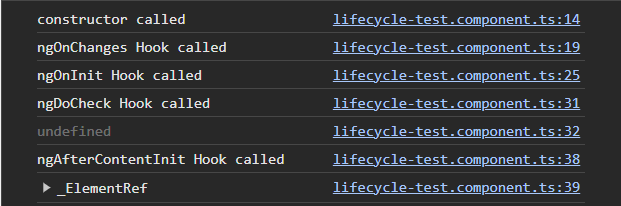 constructor called lifecycle-test.component.ts:14
ngOnChanges Hook called lifecycle-test.component.ts:19
ngOnInit Hook called lifecycle-test.component.ts:25
ngDoCheck Hook called lifecycle-test.component.ts:31
undefined lifecycle-test.component.ts:32
ngAfterContentInit Hook called lifecycle-test.component.ts:38
_ElementRef lifecycle-test.component.ts:39